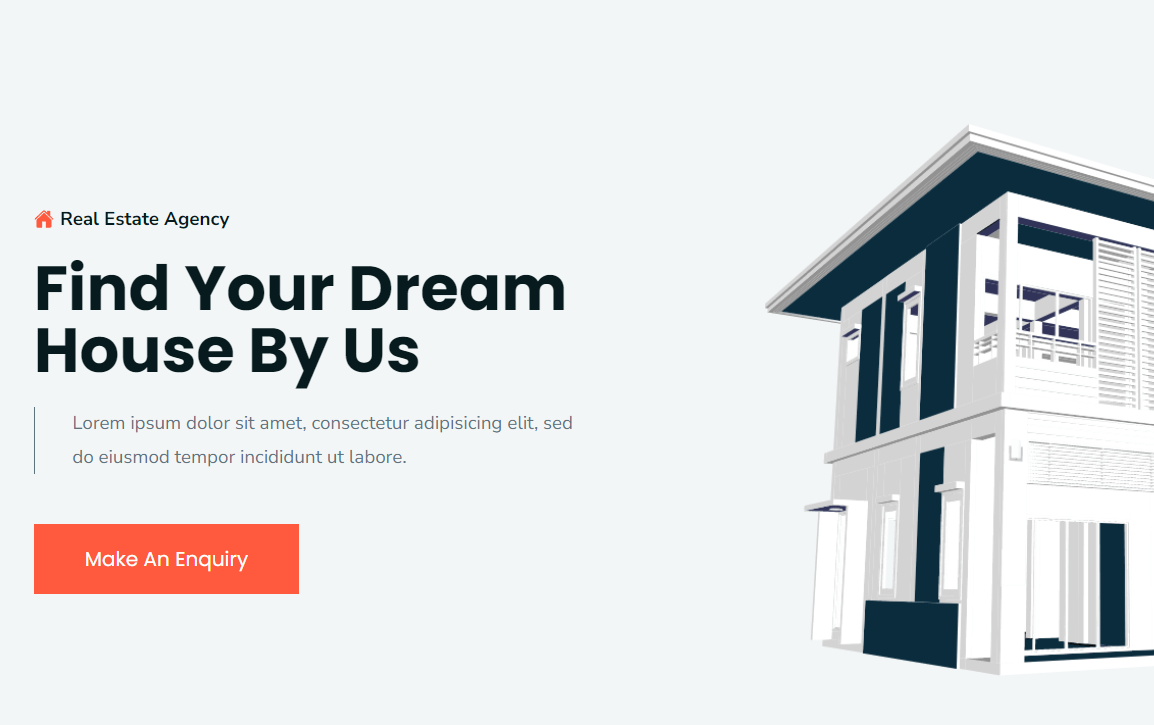 Real Estate Agency
Find Your Dream
House By Us
Lorem ipsum dolor sit amet, consectetur adipisicing elit, sed
do eiusmod tempor incididunt ut labore.
Make An Enquiry